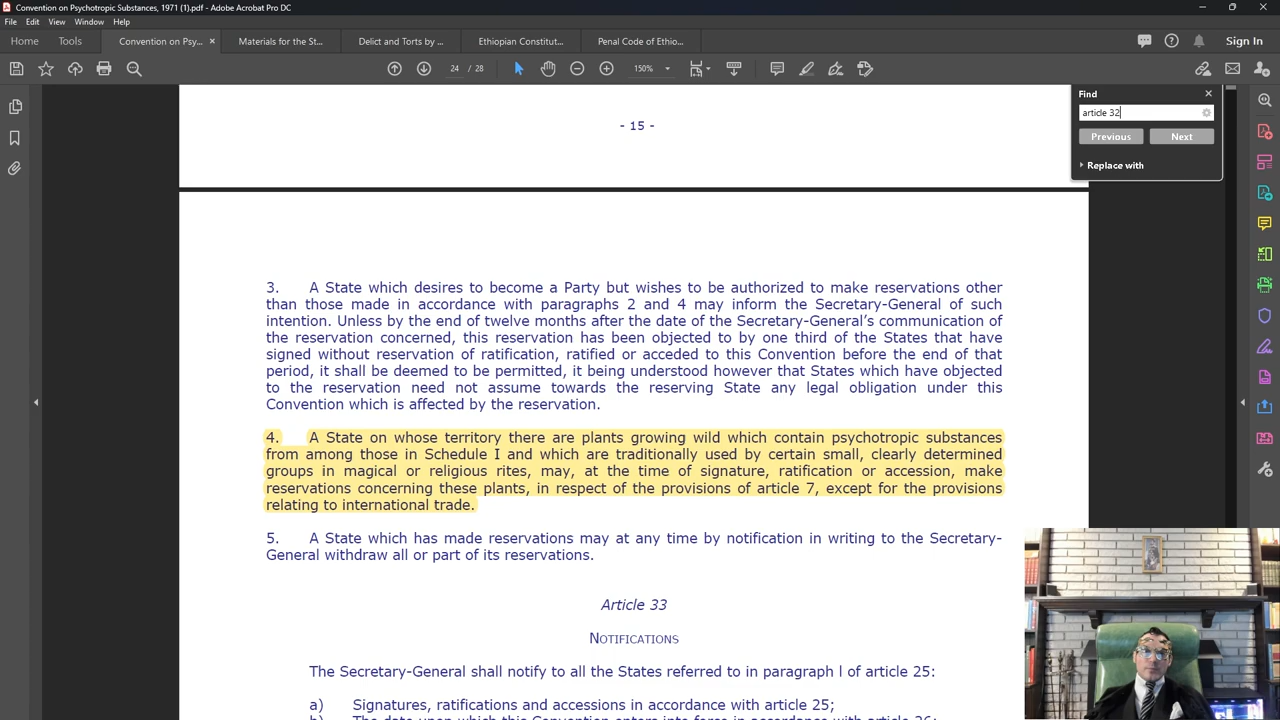 Convention on Psychotropic Substances, 1971 (1).pdf - Adobe Acrobat Pro DC
File Edit View Window Help
Home Tools Convention on Psy... × Materials for the St... Delict and Torts by ... Ethiopian Constitut... Penal Code of Ethio... Sign In
24 / 28 150%
Find
article 32
Previous Next
Replace with
- 15 -
3. A State which desires to become a Party but wishes to be authorized to make reservations other
than those made in accordance with paragraphs 2 and 4 may inform the Secretary-General of such
intention. Unless by the end of twelve months after the date of the Secretary-General's communication of
the reservation concerned, this reservation has been objected to by one third of the States that have
signed without reservation of ratification, ratified or acceded to this Convention before the end of that
period, it shall be deemed to be permitted, it being understood however that States which have objected
to the reservation need not assume towards the reserving State any legal obligation under this
Convention which is affected by the reservation.
4. A State on whose territory there are plants growing wild which contain psychotropic substances
from among those in Schedule I and which are traditionally used by certain small, clearly determined
groups in magical or religious rites, may, at the time of signature, ratification or accession, make
reservations concerning these plants, in respect of the provisions of article 7, except for the provisions
relating to international trade.
5. A State which has made reservations may at any time by notification in writing to the Secretary-
General withdraw all or part of its reservations.
Article 33
NOTIFICATIONS
The Secretary-General shall notify to all the States referred to in paragraph l of article 25:
a) Signatures, ratifications and accessions in accordance with article 25;
b) The date upon which this Convention enters into force in accordance with article 26;